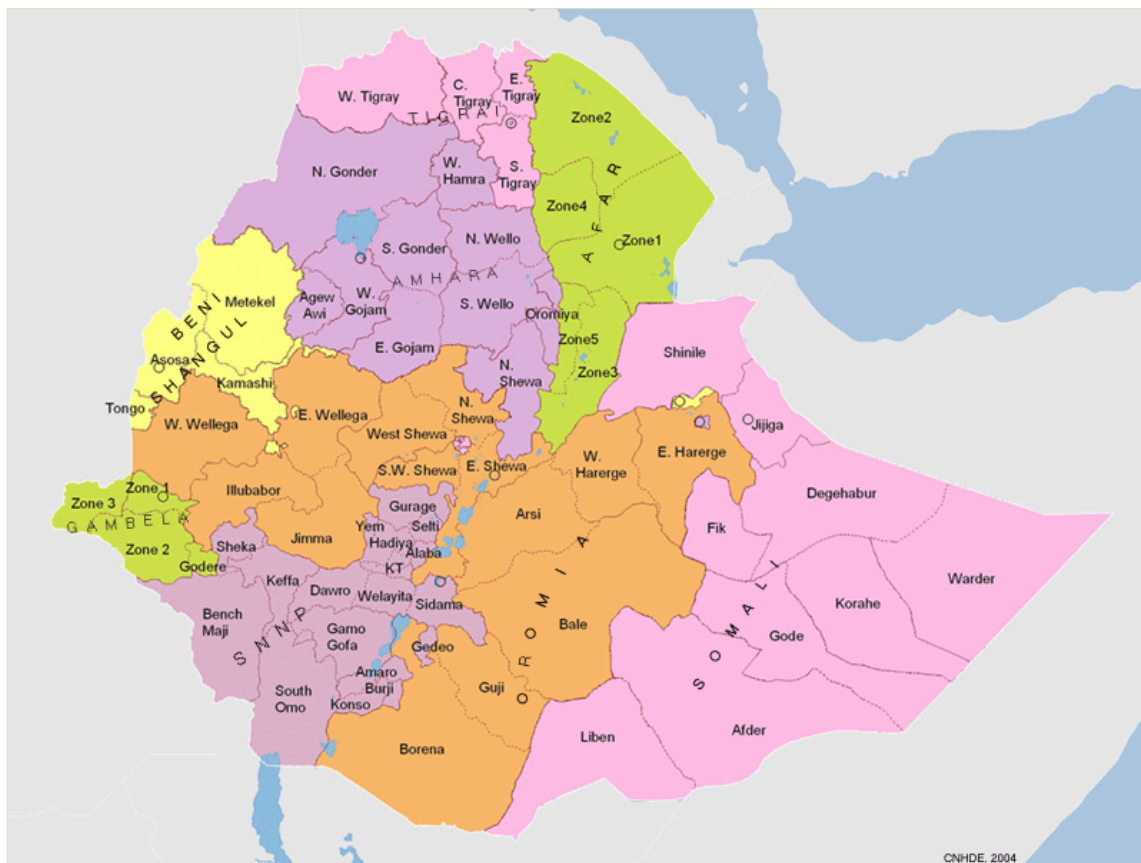 W. Tigray
C.
Tigray
E.
Tigray
TIGRAI
S.
Tigray
Zone2
N. Gonder
W.
Hamra
Zone4
AFAR
Zone1
S. Gonder
N. Wello
AMHARA
Metekel
BENI
SHANGUL
Agew
Awi
W.
Gojam
S. Wello
Oromiya
E. Gojam
Zone5
Zone3
Shinile
Asosa
Kamashi
N.
Shewa
Tongo
W. Wellega
E. Wellega
N.
Shewa
West Shewa
Jijiga
E. Harerge
W.
Harerge
S.W. Shewa
E. Shewa
Zone 1
Zone 3
GAMBELA
Zone 2
Godere
Illubabor
Gurage
Arsi
Degehabur
Fik
Jimma
Yem
Selti
Hadiya
Alaba
KT
Sheka
Keffa
Dawro
Welayita
Sidama
Warder
Korahe
Bench
Maji
SNNP
Gamo
Gofa
Gedeo
OROMIA
Bale
SOMALI
Gode
Amaro
Burji
Konso
South
Omo
Guji
Borena
Liben
Afder
CNHDE, 2004